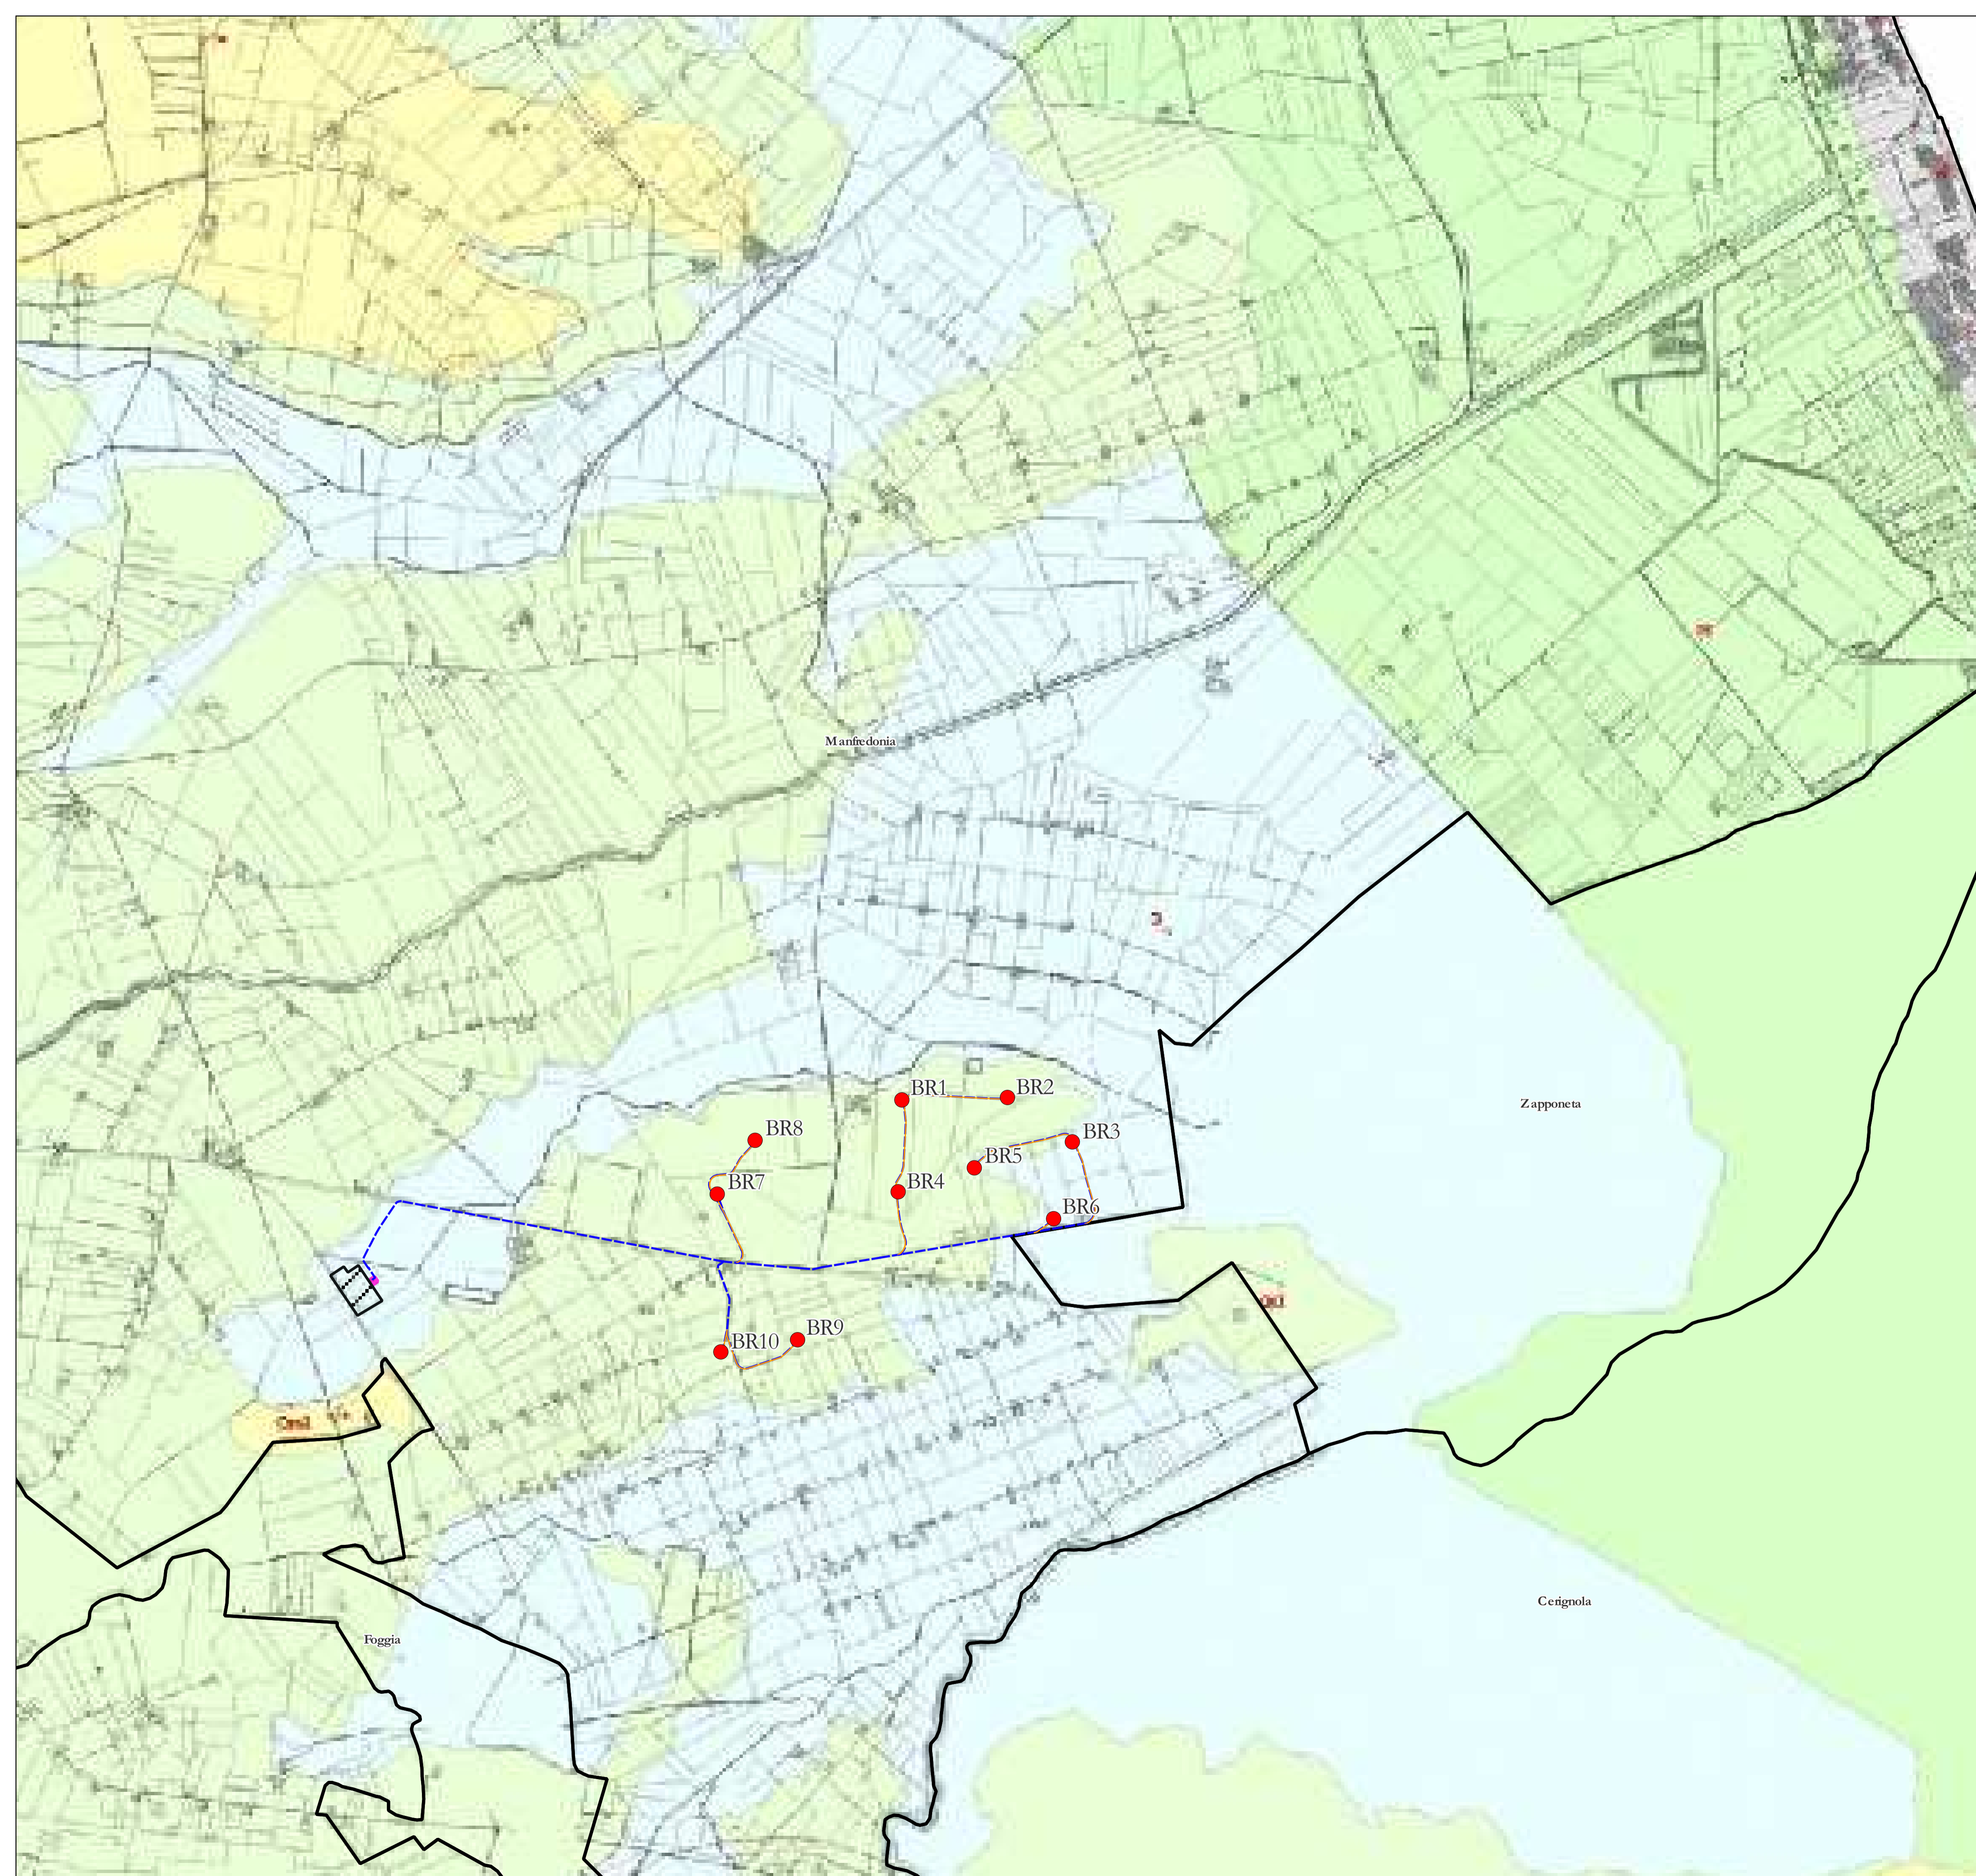 Manfredonia
BR1
BR2
Zapponeta
BR8
BR3
BR5
BR7
BR4
BR6
BR10
BR9
Cerignola
Foggia